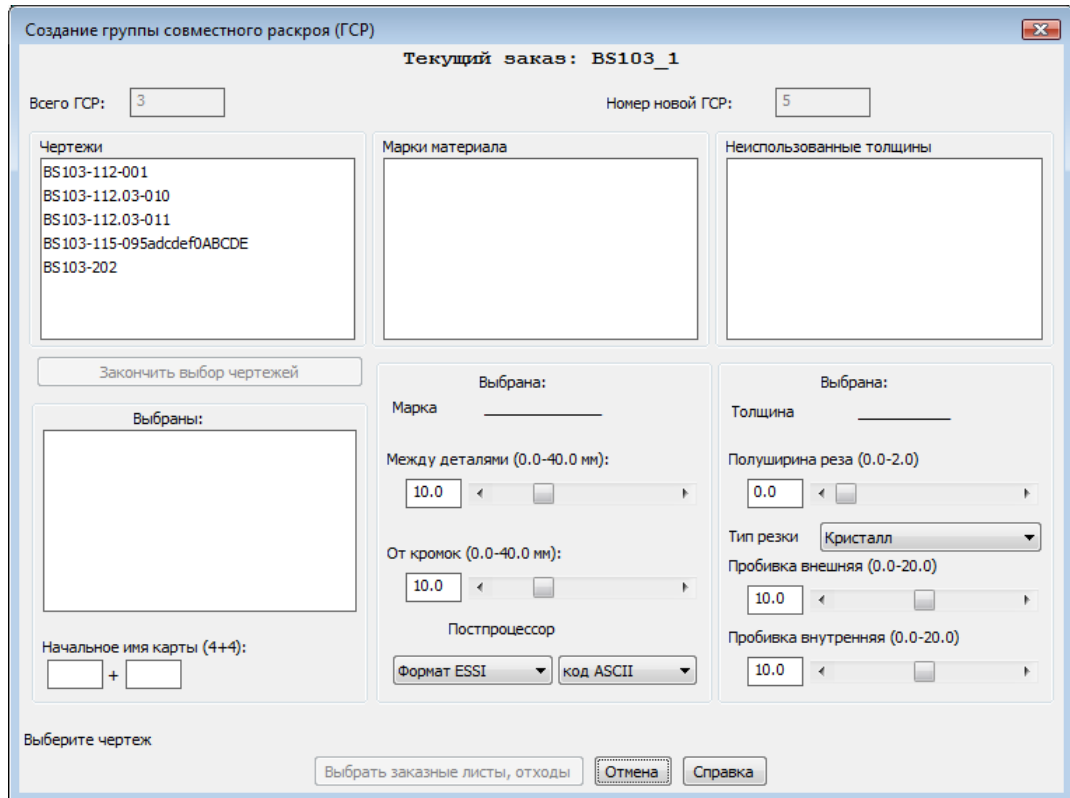 Создание группы совместного раскроя (ГСР)
Текущий заказ: BS103_1
Всего ГСР: 3 Номер новой ГСР: 5
Чертежи
BS103-112-001
BS103-112.03-010
BS103-112.03-011
BS103-115-095adcdef0ABCDE
BS103-202
Марки материала
Неиспользованные толщины
Закончить выбор чертежей
Выбраны:
Начальное имя карты (4+4):
+
Выбрана:
Марка
Между деталями (0.0-40.0 мм):
10.0
От кромок (0.0-40.0 мм):
10.0
Постпроцессор
Формат ESSI код ASCII
Выбрана:
Толщина
Полуширина реза (0.0-2.0)
0.0
Тип резки Кристалл
Пробивка внешняя (0.0-20.0)
10.0
Пробивка внутренняя (0.0-20.0)
10.0
Выберите чертеж
Выбрать заказные листы, отходы Отмена Справка